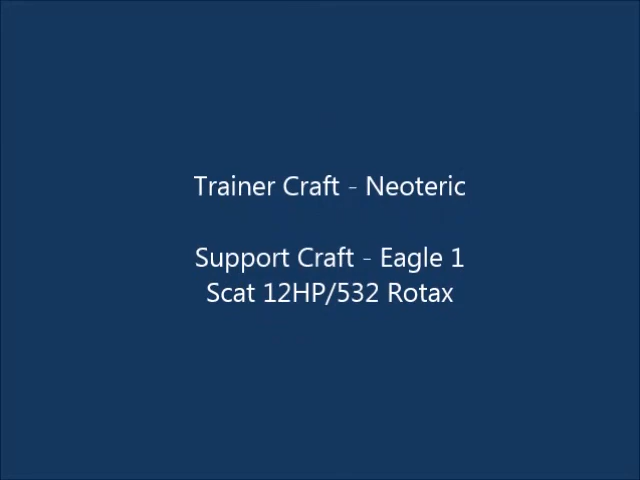 Trainer Craft - Neoteric
Support Craft - Eagle 1
Scat 12HP/532 Rotax